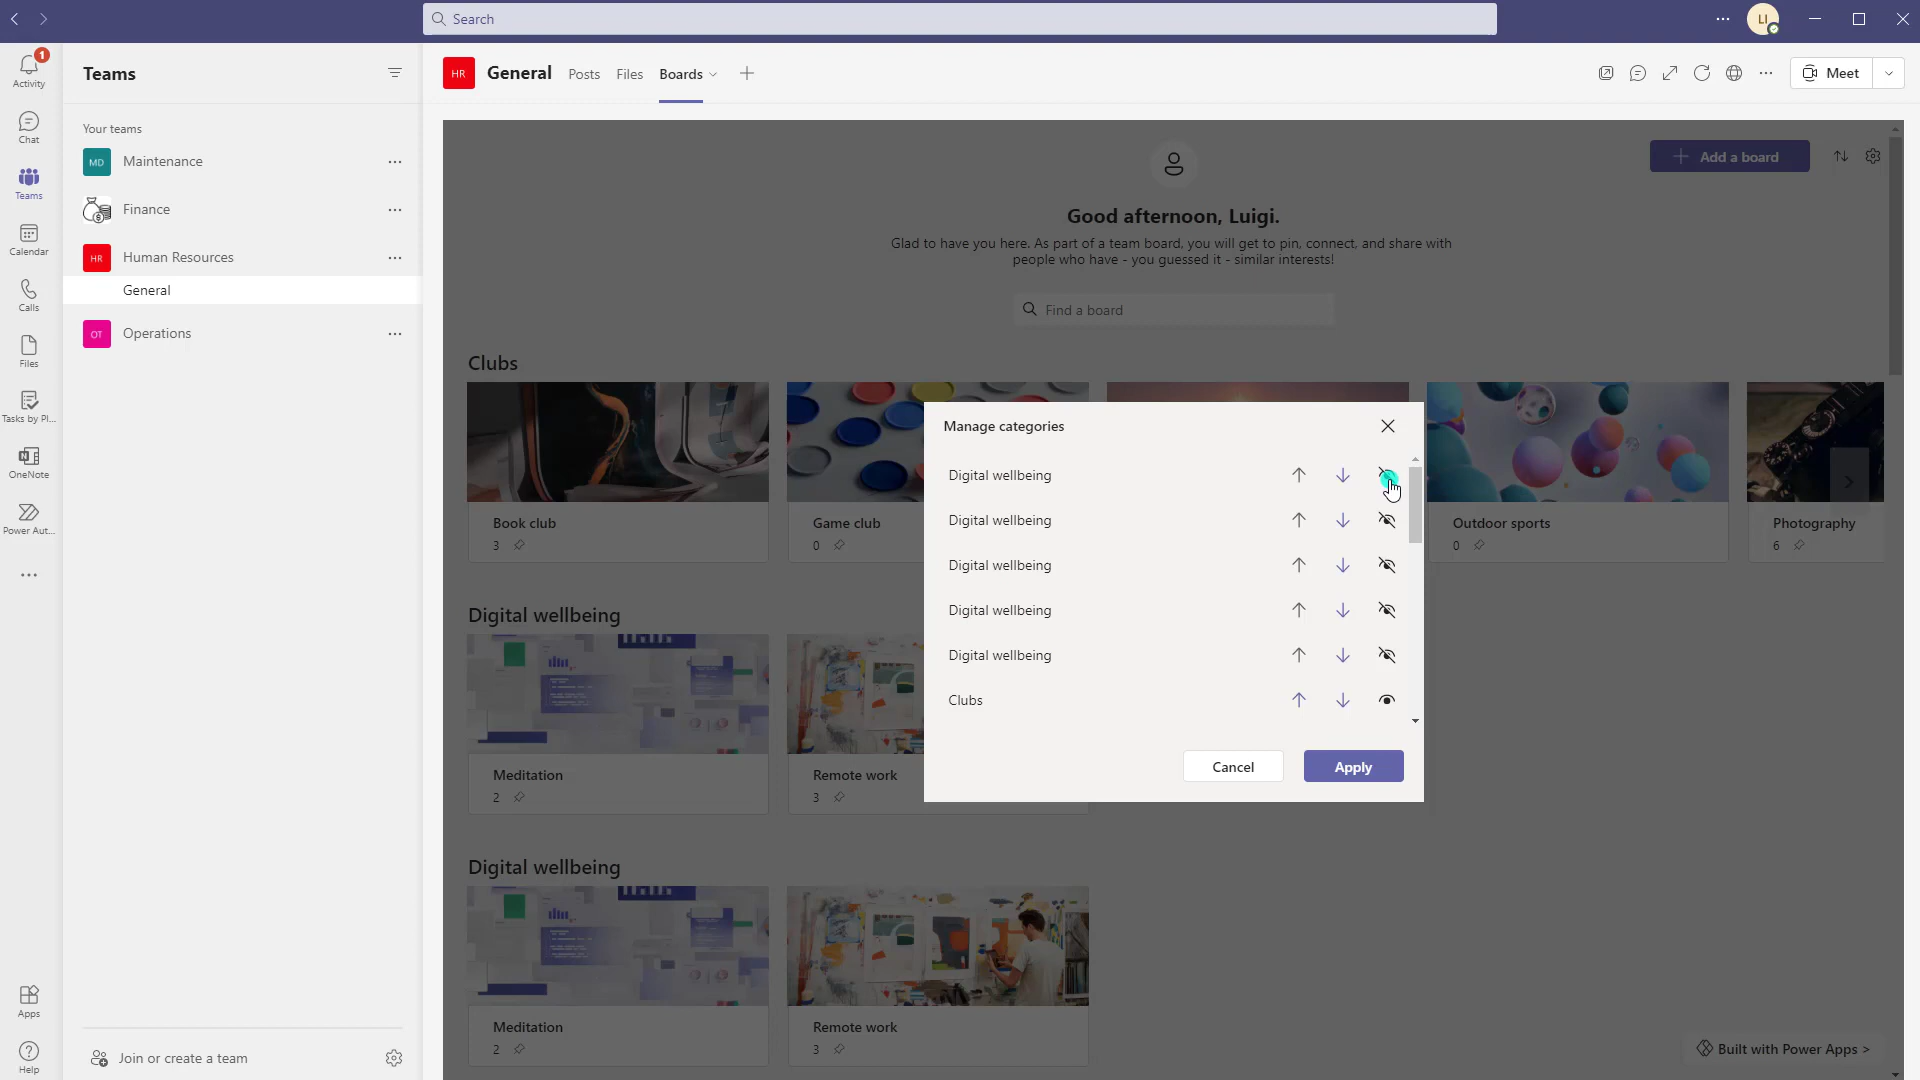 Search
LI
1
Activity
Chat
Teams
Calendar
Calls
Files
Tasks by Pl...
OneNote
Power Aut...
Apps
Help
Teams
Your teams
MD Maintenance
Finance
HR Human Resources
General
OT Operations
Join or create a team
HR General Posts Files Boards
Meet
Add a board
Good afternoon, Luigi.
Glad to have you here. As part of a team board, you will get to pin, connect, and share with
people who have - you guessed it - similar interests!
Find a board
Clubs
Book club
3
Game club
0
Outdoor sports
0
Photography
6
Digital wellbeing
Meditation
2
Remote work
3
Digital wellbeing
Meditation
2
Remote work
3
Manage categories
Digital wellbeing
Digital wellbeing
Digital wellbeing
Digital wellbeing
Digital wellbeing
Clubs
Cancel Apply
Built with Power Apps >